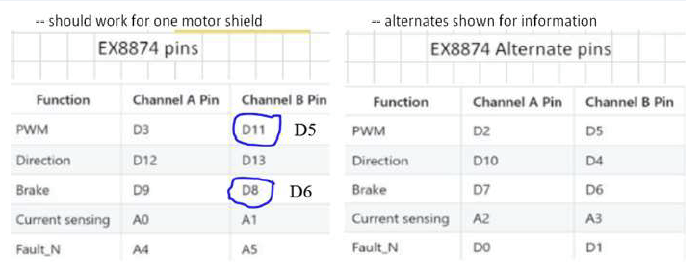 -- should work for one motor shield
EX8874 pins
Function Channel A Pin Channel B Pin
PWM D3 D11 D5
Direction D12 D13
Brake D9 D8 D6
Current sensing A0 A1
Fault_N A4 A5
-- alternates shown for information
EX8874 Alternate pins
Function Channel A Pin Channel B Pin
PWM D2 D5
Direction D10 D4
Brake D7 D6
Current sensing A2 A3
Fault_N D0 D1